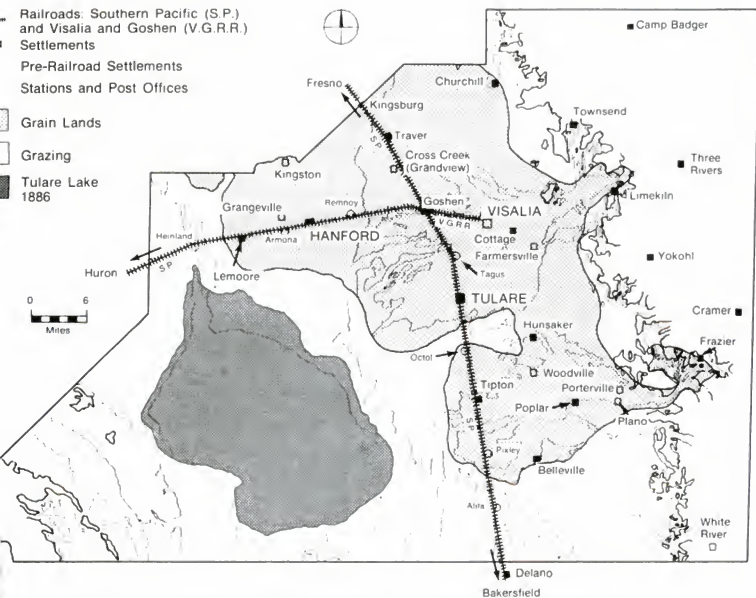 Railroads: Southern Pacific (S.P.)
and Visalia and Goshen (V.G.R.R.)
Settlements
Pre-Railroad Settlements
Stations and Post Offices
Grain Lands
Grazing
Tulare Lake
1886
0 6
Miles
Camp Badger
Fresno
Churchill
Kingsburg
SP
Townsend
Traver
Cross Creek
(Grandview)
Three
Rivers
Kingston
Limekiln
Grangeville
Remnoy
Goshen
VISALIA
V.G.R.R.
Armona
HANFORD
Cottage
Farmersville
Heinland
Huron
SP
Lemoore
Tagus
Yokohl
TULARE
Cramer
Hunsaker
Frazier
Octol
Woodville
Porterville
Tipton
Poplar
Plano
SP
Pixley
Belleville
Alila
White
River
Delano
Bakersfield